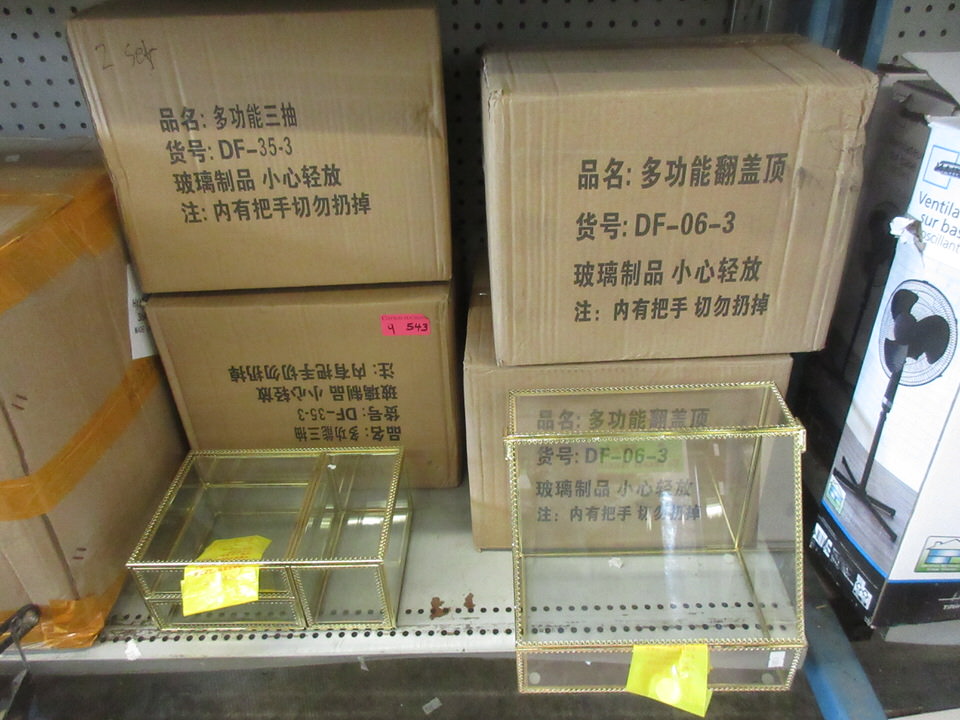 2 Set
品名: 多功能三抽
货号: DF-35-3
玻璃制品 小心轻放
注: 内有把手切勿扔掉
品名: 多功能翻盖顶
货号: DF-06-3
玻璃制品 小心轻放
注: 内有把手 切勿扔掉
4 543
品名: 多功能三抽
货号: DF-35-3
玻璃制品 小心轻放
注: 内有把手切勿扔掉
品名: 多功能翻盖顶
货号: DF-06-3
玻璃制品 小心轻放
注: 内有把手 切勿扔掉
Ventila
sur bas
oscillant